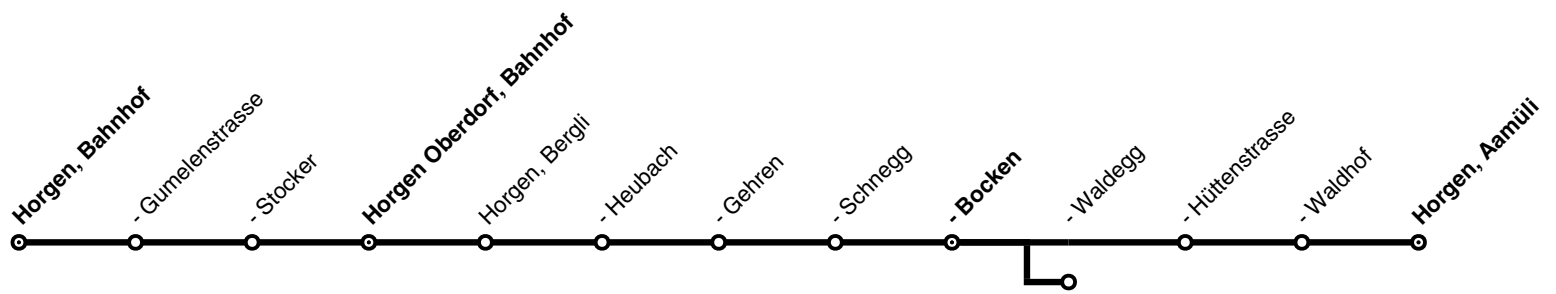 Horgen, Bahnhof
- Gumelenstrasse
- Stocker
Horgen Oberdorf, Bahnhof
Horgen, Bergli
- Heubach
- Gehren
- Schnegg
- Bocken
- Waldegg
- Hüttenstrasse
- Waldhof
Horgen, Aamüli